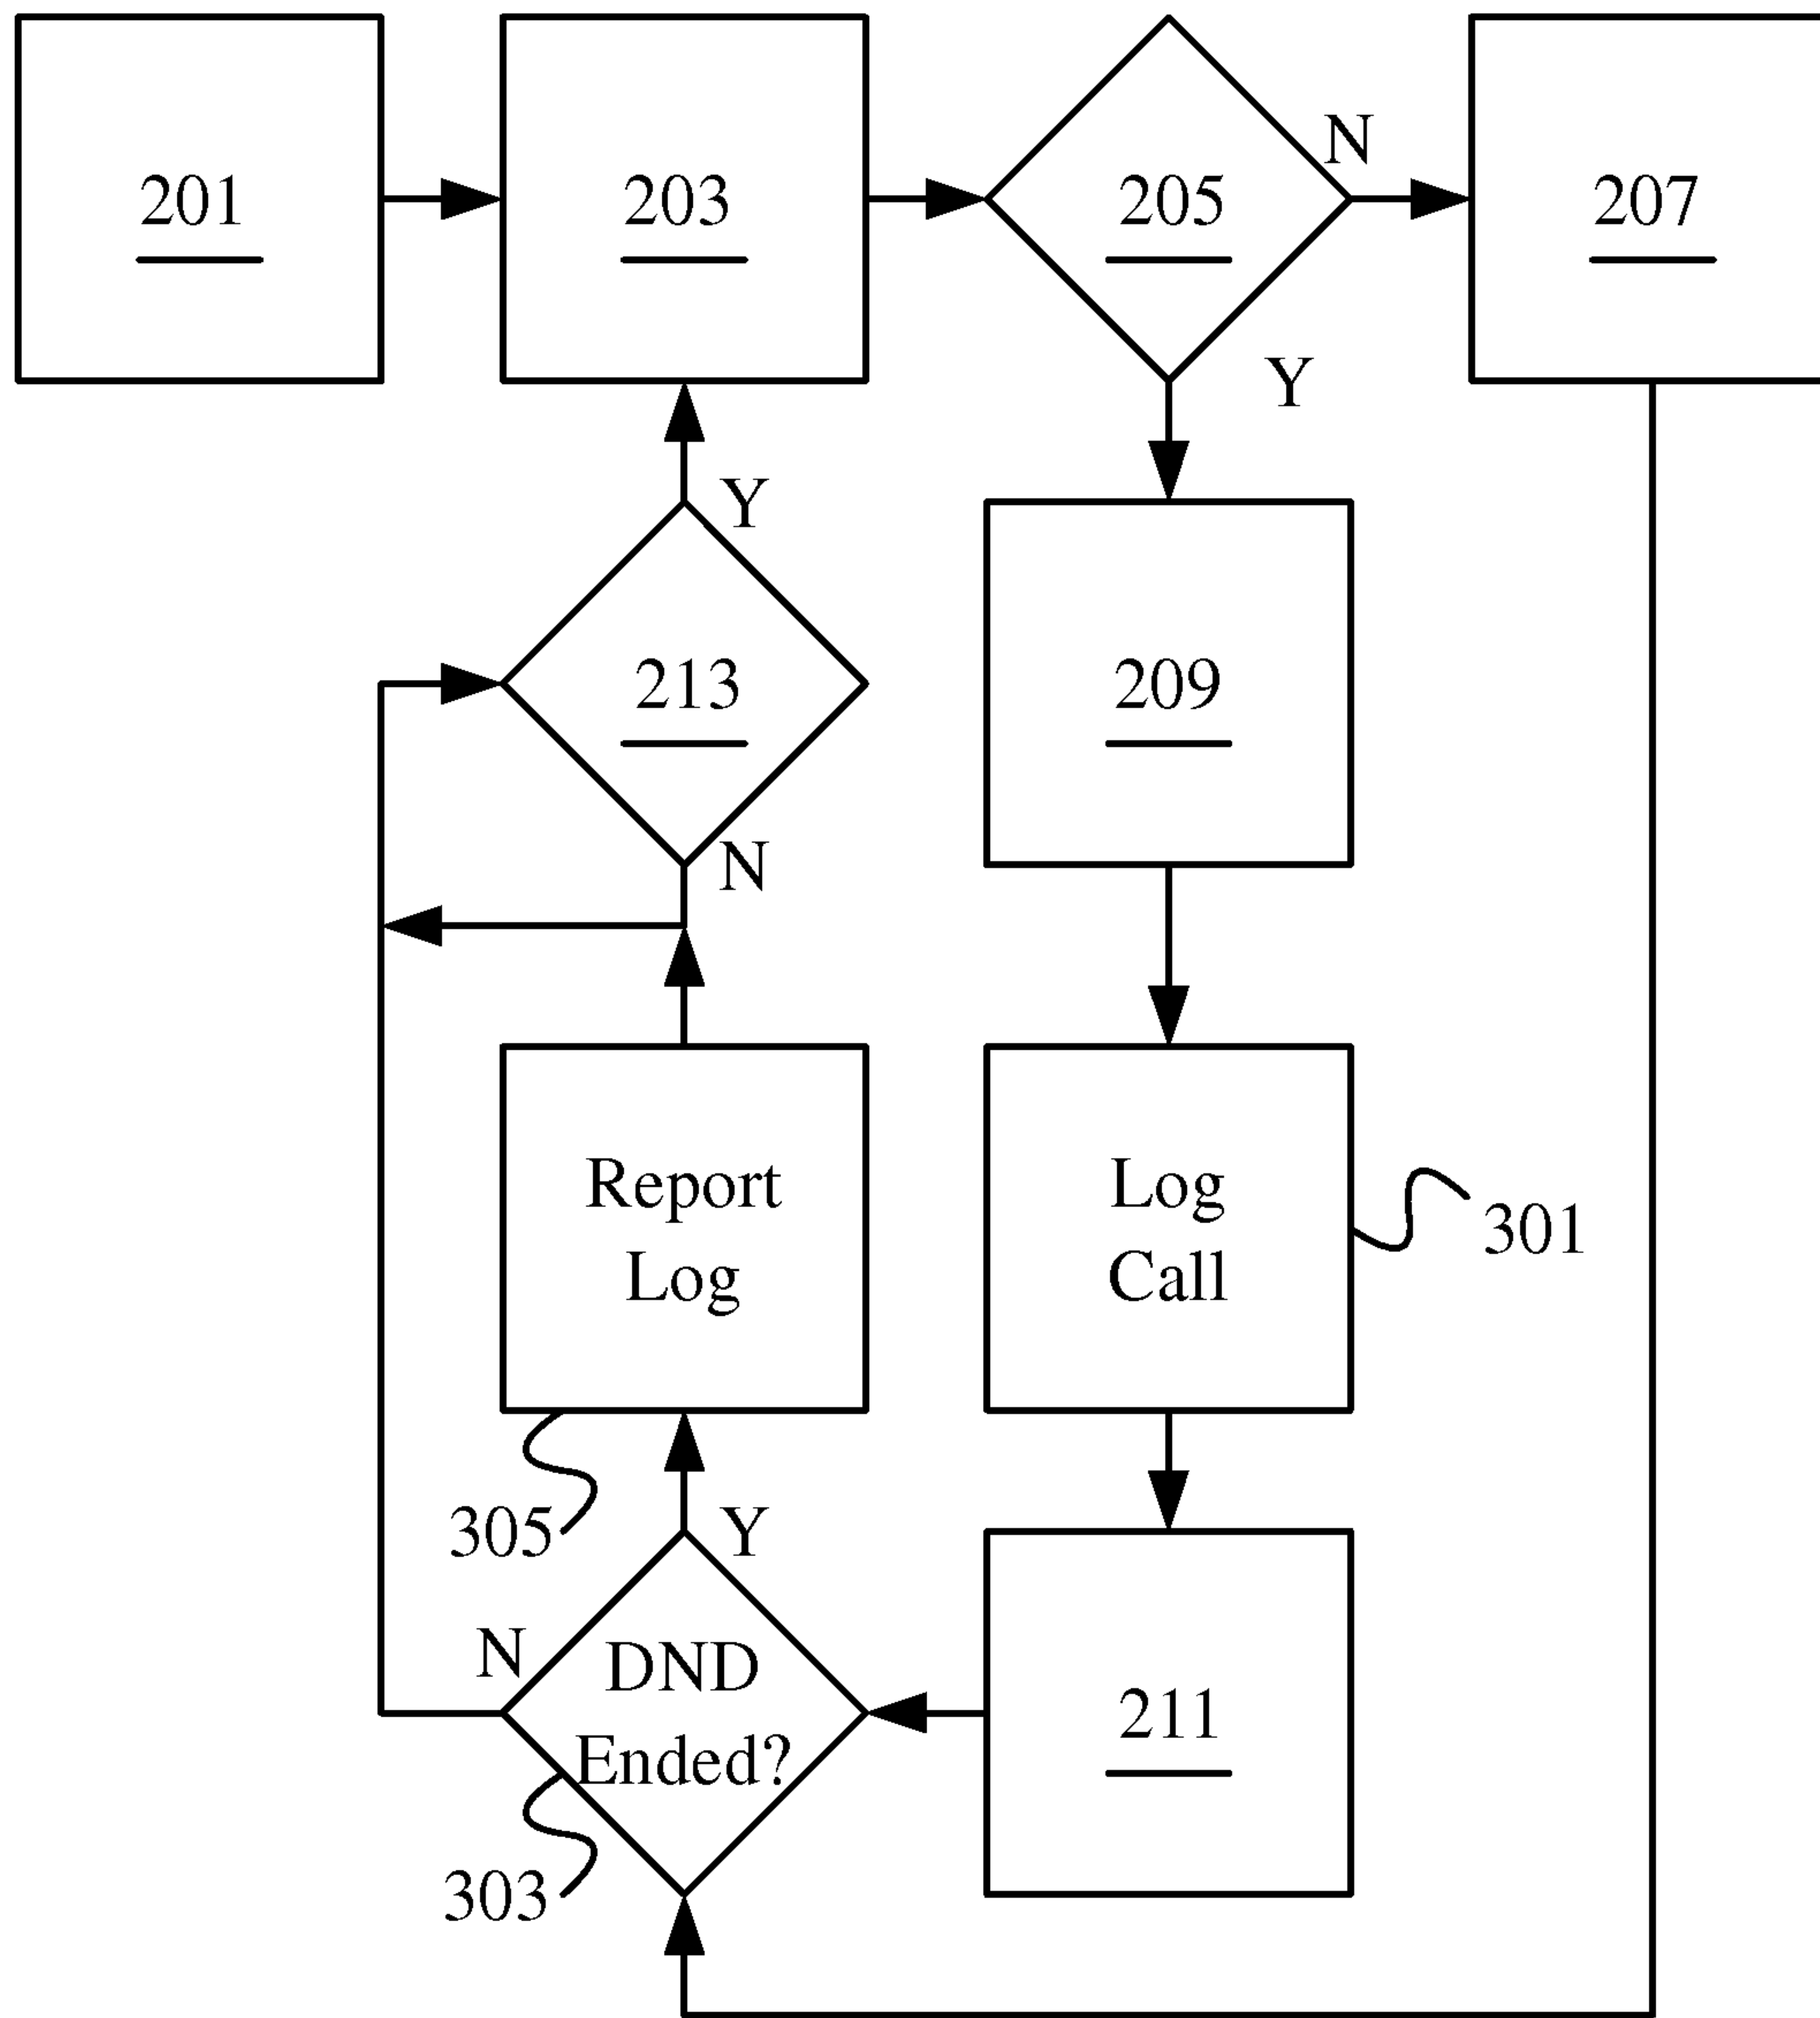 201
203
205
N
207
Y
Y
213
209
N
Report
Log
Log
Call
301
305
Y
N
DND
Ended?
211
303